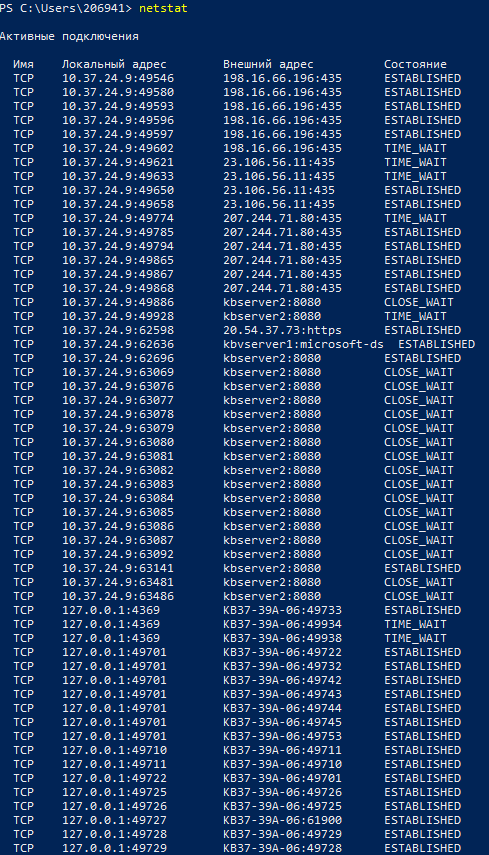 PS C:\Users\206941> netstat
Активные подключения
Имя Локальный адрес Внешний адрес Состояние
TCP 10.37.24.9:49546 198.16.66.196:435 ESTABLISHED
TCP 10.37.24.9:49580 198.16.66.196:435 ESTABLISHED
TCP 10.37.24.9:49593 198.16.66.196:435 ESTABLISHED
TCP 10.37.24.9:49596 198.16.66.196:435 ESTABLISHED
TCP 10.37.24.9:49597 198.16.66.196:435 ESTABLISHED
TCP 10.37.24.9:49602 198.16.66.196:435 TIME_WAIT
TCP 10.37.24.9:49621 23.106.56.11:435 TIME_WAIT
TCP 10.37.24.9:49633 23.106.56.11:435 TIME_WAIT
TCP 10.37.24.9:49650 23.106.56.11:435 ESTABLISHED
TCP 10.37.24.9:49658 23.106.56.11:435 ESTABLISHED
TCP 10.37.24.9:49774 207.244.71.80:435 TIME_WAIT
TCP 10.37.24.9:49785 207.244.71.80:435 ESTABLISHED
TCP 10.37.24.9:49794 207.244.71.80:435 ESTABLISHED
TCP 10.37.24.9:49865 207.244.71.80:435 ESTABLISHED
TCP 10.37.24.9:49867 207.244.71.80:435 ESTABLISHED
TCP 10.37.24.9:49868 207.244.71.80:435 ESTABLISHED
TCP 10.37.24.9:49886 kbserver2:8080 CLOSE_WAIT
TCP 10.37.24.9:49928 kbserver2:8080 TIME_WAIT
TCP 10.37.24.9:62598 20.54.37.73:https ESTABLISHED
TCP 10.37.24.9:62636 kbvserver1:microsoft-ds ESTABLISHED
TCP 10.37.24.9:62696 kbserver2:8080 ESTABLISHED
TCP 10.37.24.9:63069 kbserver2:8080 CLOSE_WAIT
TCP 10.37.24.9:63076 kbserver2:8080 CLOSE_WAIT
TCP 10.37.24.9:63077 kbserver2:8080 CLOSE_WAIT
TCP 10.37.24.9:63078 kbserver2:8080 CLOSE_WAIT
TCP 10.37.24.9:63079 kbserver2:8080 CLOSE_WAIT
TCP 10.37.24.9:63080 kbserver2:8080 CLOSE_WAIT
TCP 10.37.24.9:63081 kbserver2:8080 CLOSE_WAIT
TCP 10.37.24.9:63082 kbserver2:8080 CLOSE_WAIT
TCP 10.37.24.9:63083 kbserver2:8080 CLOSE_WAIT
TCP 10.37.24.9:63084 kbserver2:8080 CLOSE_WAIT
TCP 10.37.24.9:63085 kbserver2:8080 CLOSE_WAIT
TCP 10.37.24.9:63086 kbserver2:8080 CLOSE_WAIT
TCP 10.37.24.9:63087 kbserver2:8080 CLOSE_WAIT
TCP 10.37.24.9:63092 kbserver2:8080 CLOSE_WAIT
TCP 10.37.24.9:63141 kbserver2:8080 ESTABLISHED
TCP 10.37.24.9:63481 kbserver2:8080 CLOSE_WAIT
TCP 10.37.24.9:63486 kbserver2:8080 CLOSE_WAIT
TCP 127.0.0.1:4369 KB37-39A-06:49733 ESTABLISHED
TCP 127.0.0.1:4369 KB37-39A-06:49934 TIME_WAIT
TCP 127.0.0.1:4369 KB37-39A-06:49938 TIME_WAIT
TCP 127.0.0.1:49701 KB37-39A-06:49722 ESTABLISHED
TCP 127.0.0.1:49701 KB37-39A-06:49732 ESTABLISHED
TCP 127.0.0.1:49701 KB37-39A-06:49742 ESTABLISHED
TCP 127.0.0.1:49701 KB37-39A-06:49743 ESTABLISHED
TCP 127.0.0.1:49701 KB37-39A-06:49744 ESTABLISHED
TCP 127.0.0.1:49701 KB37-39A-06:49745 ESTABLISHED
TCP 127.0.0.1:49701 KB37-39A-06:49753 ESTABLISHED
TCP 127.0.0.1:49710 KB37-39A-06:49711 ESTABLISHED
TCP 127.0.0.1:49711 KB37-39A-06:49710 ESTABLISHED
TCP 127.0.0.1:49722 KB37-39A-06:49701 ESTABLISHED
TCP 127.0.0.1:49725 KB37-39A-06:49726 ESTABLISHED
TCP 127.0.0.1:49726 KB37-39A-06:49725 ESTABLISHED
TCP 127.0.0.1:49727 KB37-39A-06:61900 ESTABLISHED
TCP 127.0.0.1:49728 KB37-39A-06:49729 ESTABLISHED
TCP 127.0.0.1:49729 KB37-39A-06:49728 ESTABLISHED